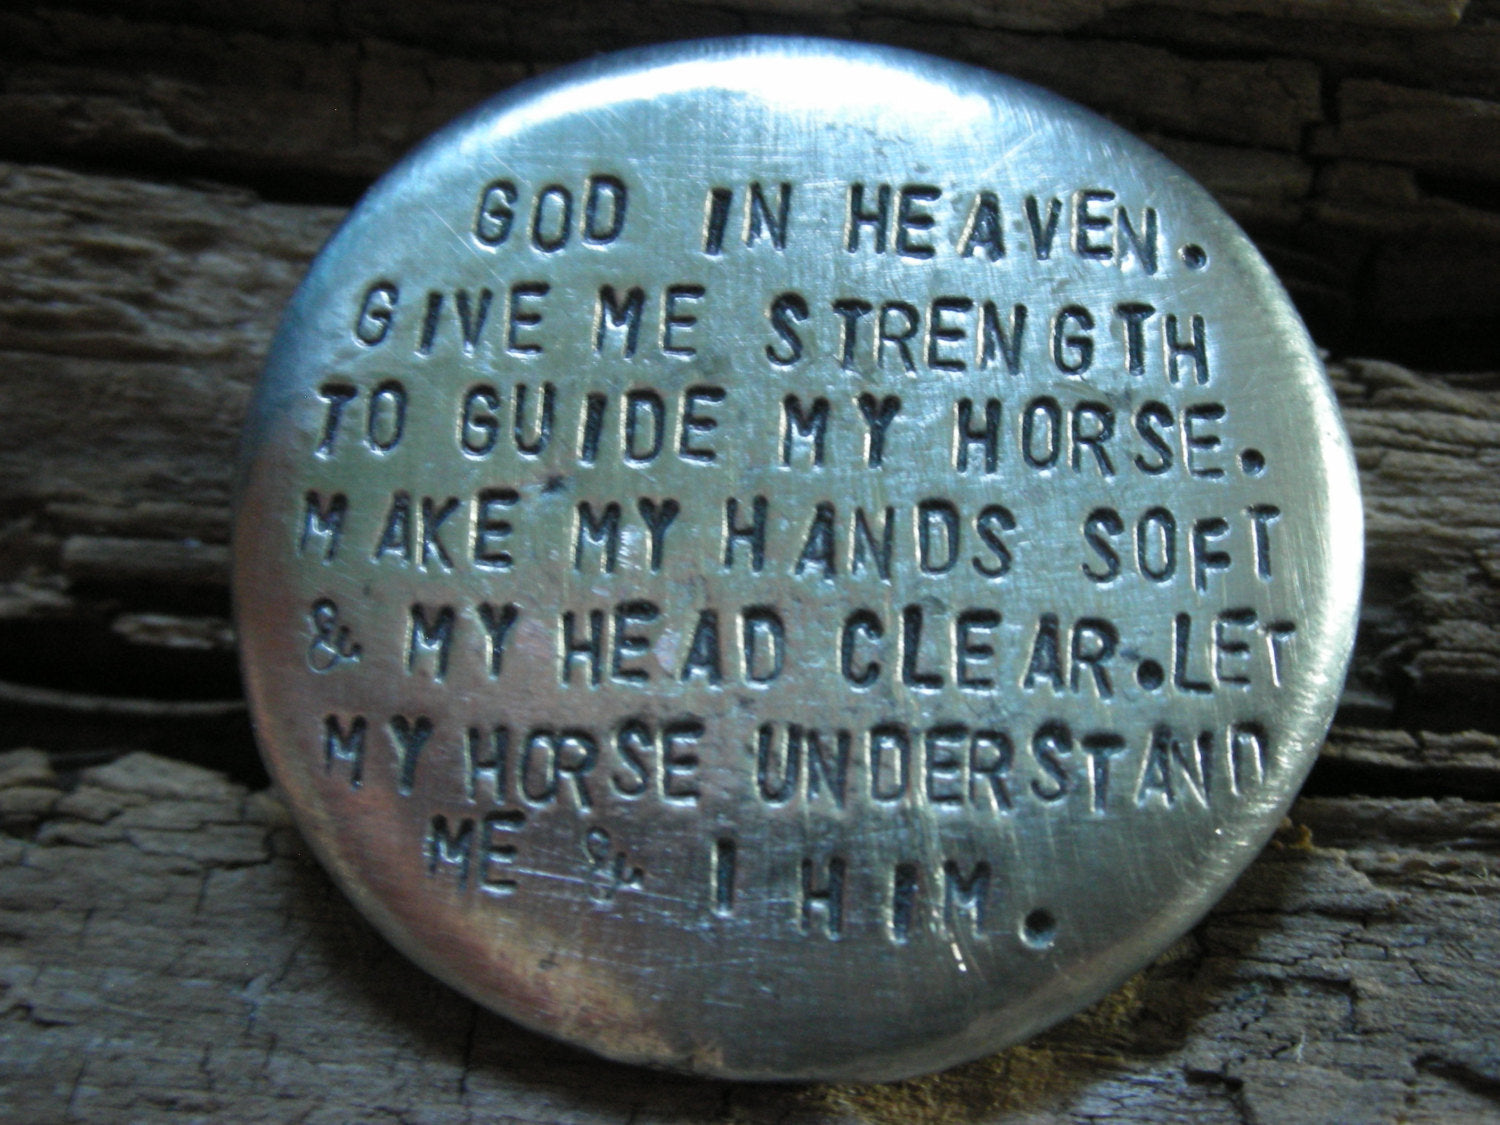 GOD IN HEAVEN.
GIVE ME STRENGTH
TO GUIDE MY HORSE.
MAKE MY HANDS SOFT
& MY HEAD CLEAR.LET
MY HORSE UNDERSTAND
ME & I HIM.